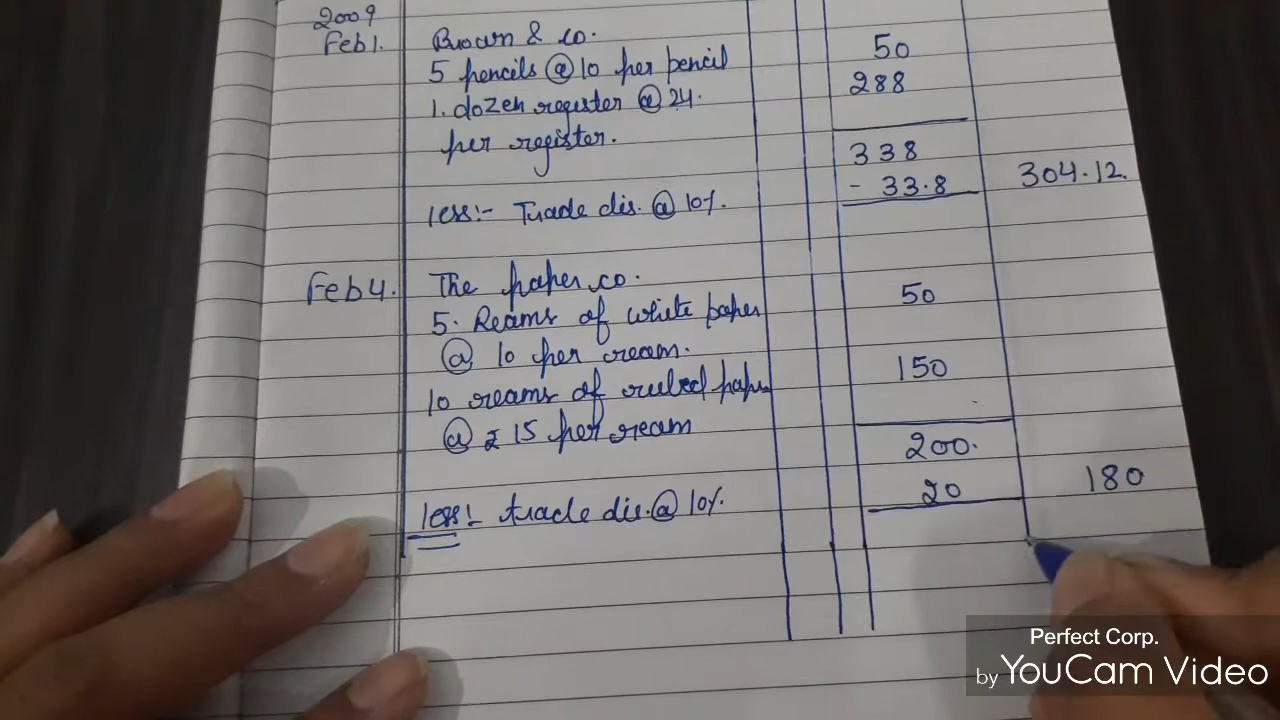 2009
Feb 1. Brown & co. 50
5 pencils @ 10 per pencil 288
1. dozen register @ 24.
per register. 338
- 33.8 304.12.
less:- Trade dis. @ 10%.
Feb 4. The paper co. 50
5. Reams of white paper
@ 10 per ream. 150
10 reams of ruled paper
@ ₹ 15 per ream 200.
less:- trade dis. @ 10%. 20 180
Perfect Corp.
by YouCam Video